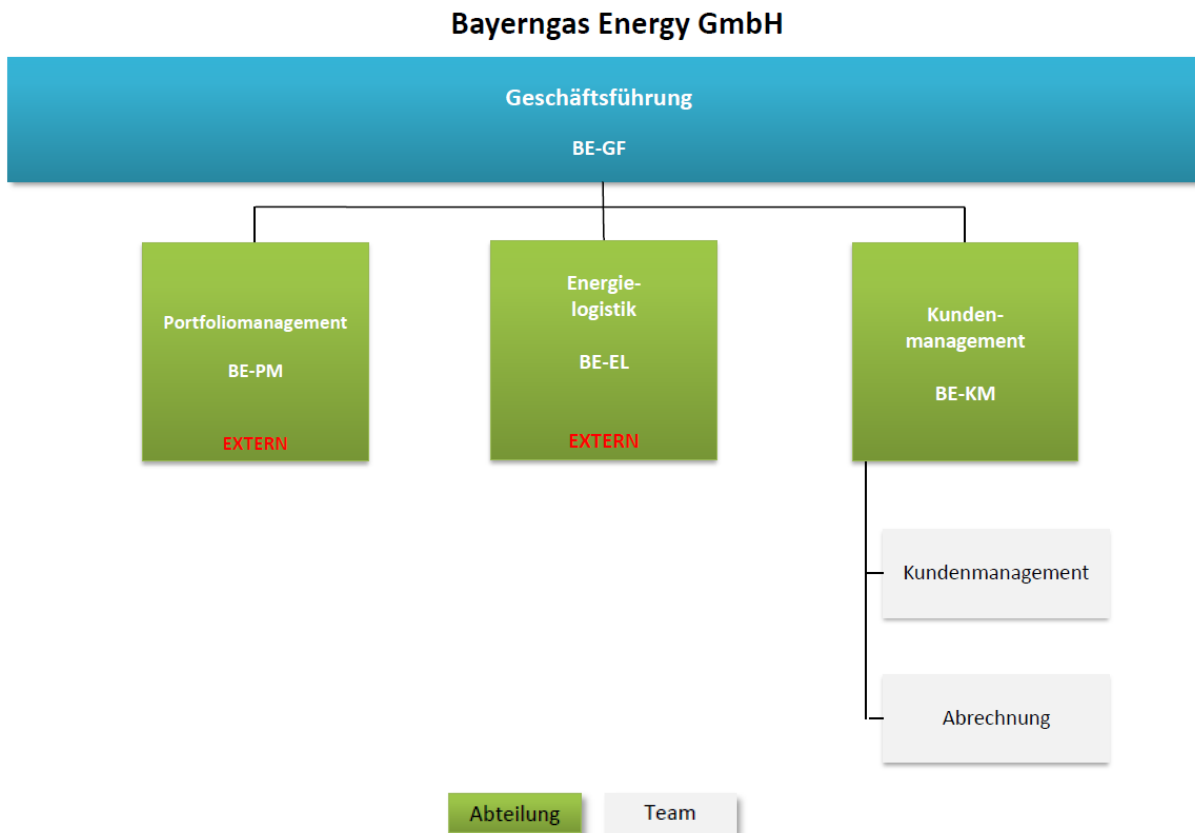 Bayerngas Energy GmbH
Geschäftsführung
BE-GF
Portfoliomanagement
BE-PM
EXTERN
Energie-
logistik
BE-EL
EXTERN
Kunden-
management
BE-KM
Kundenmanagement
Abrechnung
Abteilung
Team